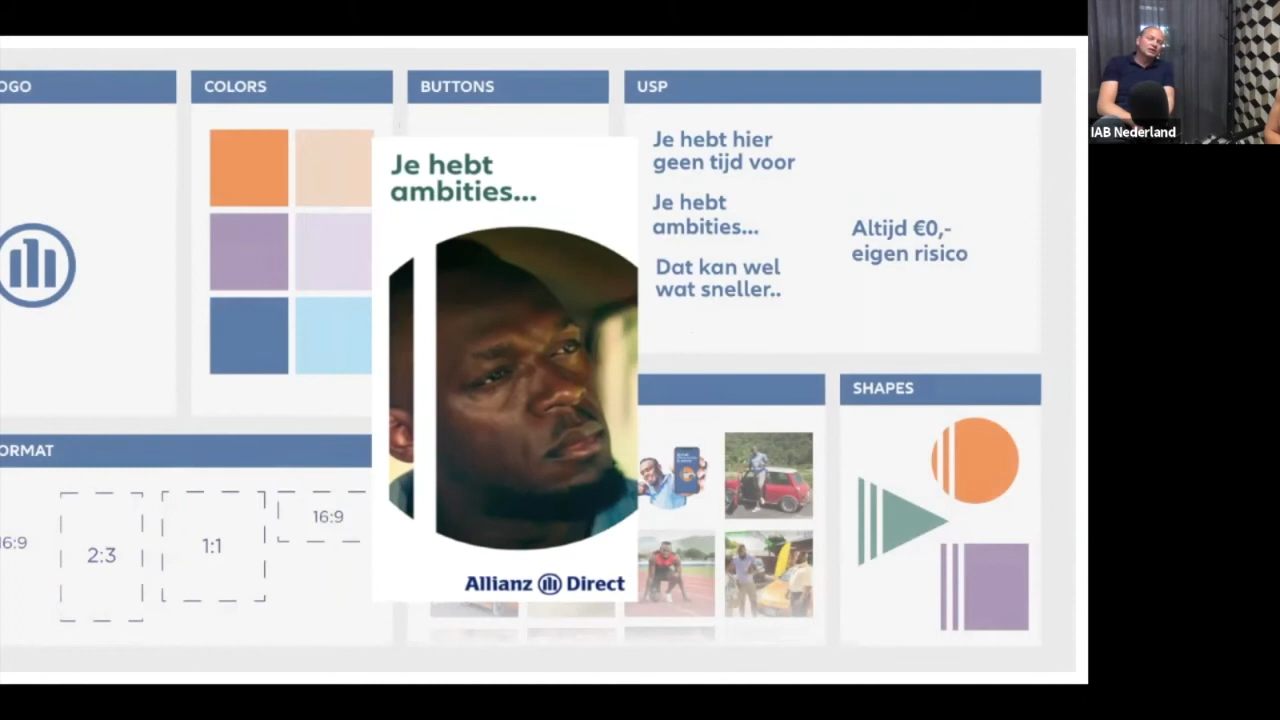 OGO
COLORS
BUTTONS
USP
Je hebt
ambities...
Je hebt hier
geen tijd voor
Je hebt
ambities...
Dat kan wel
wat sneller..
Altijd €0,-
eigen risico
SHAPES
ORMAT
16:9
2:3
1:1
16:9
Allianz Direct
IAB Nederland